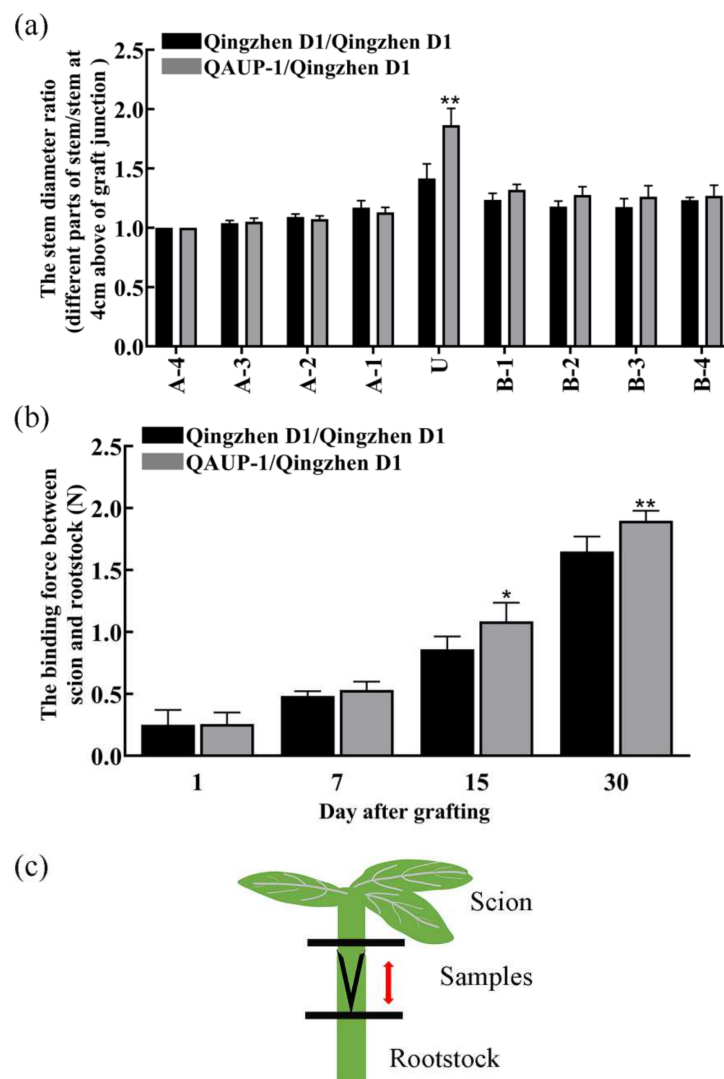 (a)
Qingzhen D1/Qingzhen D1
QAUP-1/Qingzhen D1
The stem diameter ratio
(different parts of stem/stem at
4cm above of graft junction )
2.5
2.0
1.5
1.0
0.5
0.0
**
A-4
A-3
A-2
A-1
U
B-1
B-2
B-3
B-4
(b)
Qingzhen D1/Qingzhen D1
QAUP-1/Qingzhen D1
The binding force between
scion and rootstock (N)
2.5
2.0
1.5
1.0
0.5
0.0
*
**
1 7 15 30
Day after grafting
(c)
Scion
Samples
Rootstock